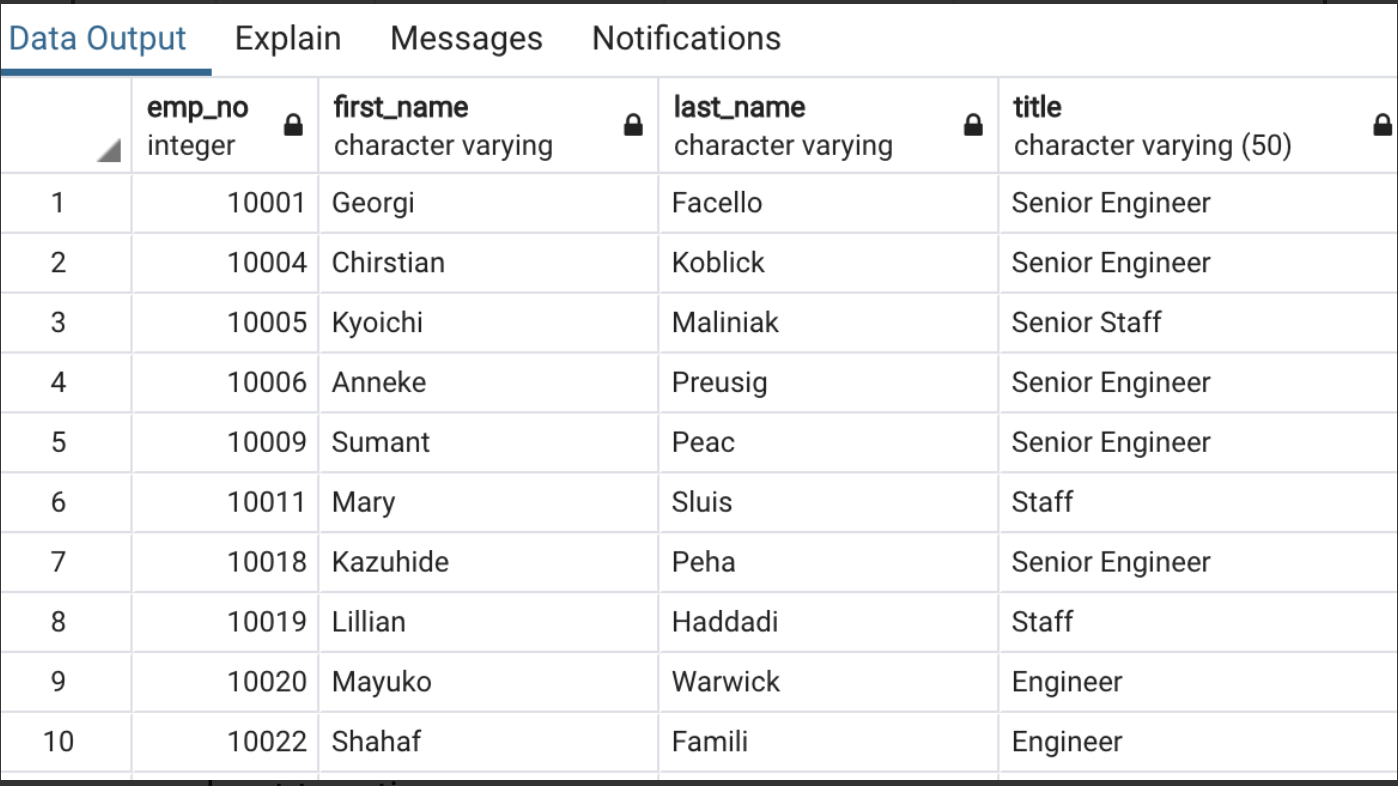 Data Output Explain Messages Notifications
emp_no first_name last_name title
integer character varying character varying character varying (50)
1 10001 Georgi Facello Senior Engineer
2 10004 Chirstian Koblick Senior Engineer
3 10005 Kyoichi Maliniak Senior Staff
4 10006 Anneke Preusig Senior Engineer
5 10009 Sumant Peac Senior Engineer
6 10011 Mary Sluis Staff
7 10018 Kazuhide Peha Senior Engineer
8 10019 Lillian Haddadi Staff
9 10020 Mayuko Warwick Engineer
10 10022 Shahaf Famili Engineer